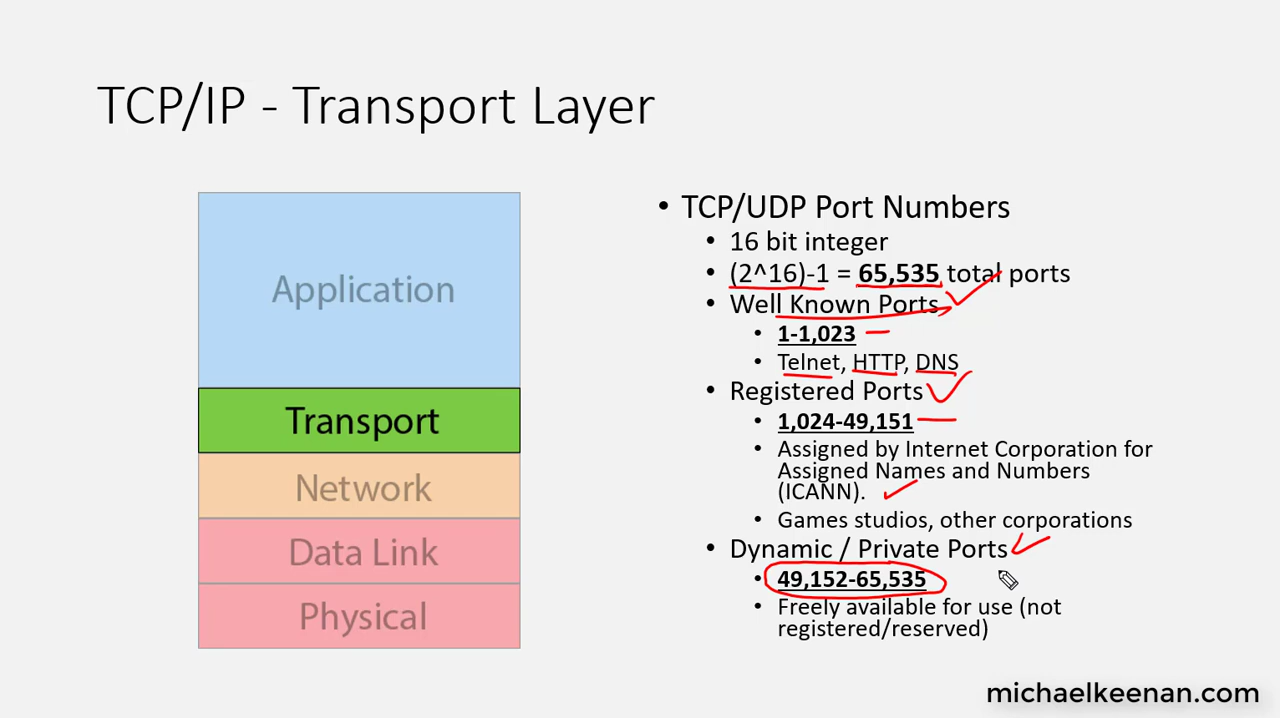 TCP/IP - Transport Layer
Application
Transport
Network
Data Link
Physical
• TCP/UDP Port Numbers
• 16 bit integer
• (2^16)-1 = 65,535 total ports
• Well Known Ports
• 1-1,023
• Telnet, HTTP, DNS
• Registered Ports
• 1,024-49,151
• Assigned by Internet Corporation for
Assigned Names and Numbers
(ICANN).
• Games studios, other corporations
• Dynamic / Private Ports
• 49,152-65,535
• Freely available for use (not
registered/reserved)
michaelkeenan.com